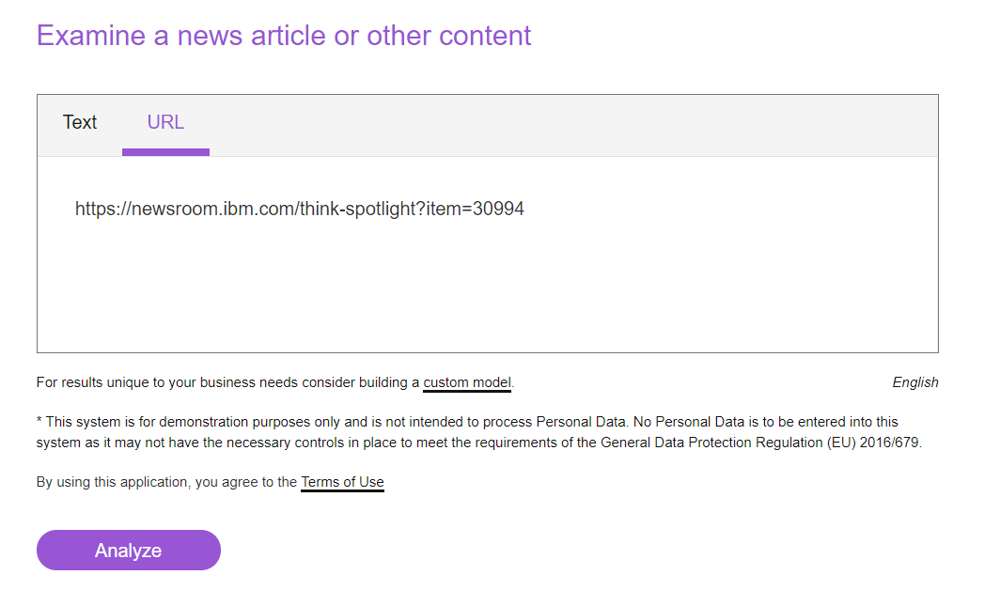 Examine a news article or other content
Text URL
https://newsroom.ibm.com/think-spotlight?item=30994
For results unique to your business needs consider building a custom model. English
* This system is for demonstration purposes only and is not intended to process Personal Data. No Personal Data is to be entered into this
system as it may not have the necessary controls in place to meet the requirements of the General Data Protection Regulation (EU) 2016/679.
By using this application, you agree to the Terms of Use
Analyze